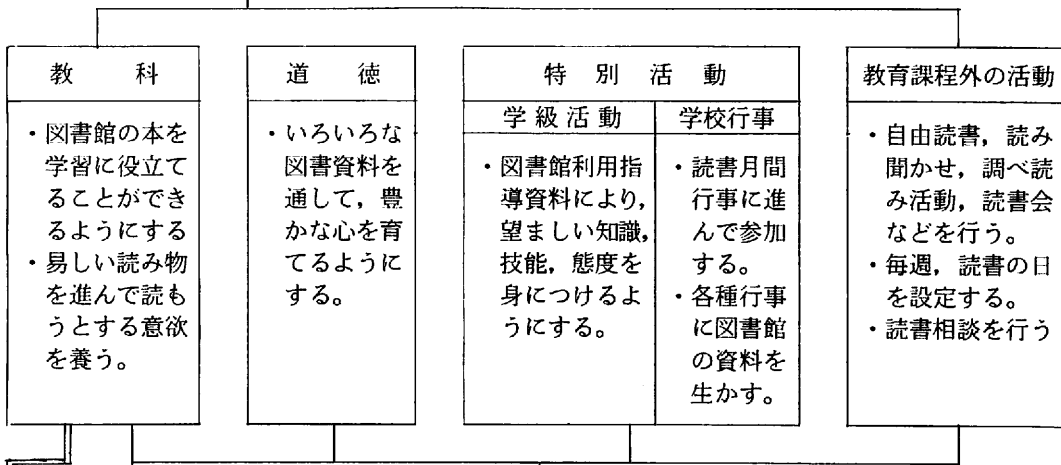 教科
・図書館の本を
学習に役立て
ることができ
るようにする
・易しい読み物
を進んで読も
うとする意欲
を養う。
道徳
・いろいろな
図書資料を
通して，豊
かな心を育
てるように
する。
特別活動
学級活動
・図書館利用指
導資料により，
望ましい知識，
技能，態度を
身につけるよ
うにする。
学校行事
・読書月間
行事に進
んで参加
する。
・各種行事
に図書館
の資料を
生かす。
教育課程外の活動
・自由読書，読み
聞かせ，調べ読
み活動，読書会
などを行う。
・毎週，読書の日
を設定する。
・読書相談を行う